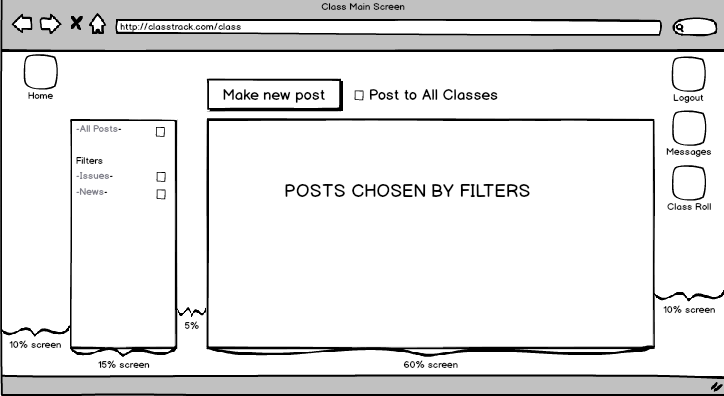 Class Main Screen
http://classtrack.com/class
Home
Make new post
Post to All Classes
Logout
Messages
Class Roll
-All Posts-
Filters
-Issues-
-News-
POSTS CHOSEN BY FILTERS
10% screen
15% screen
5%
60% screen
10% screen